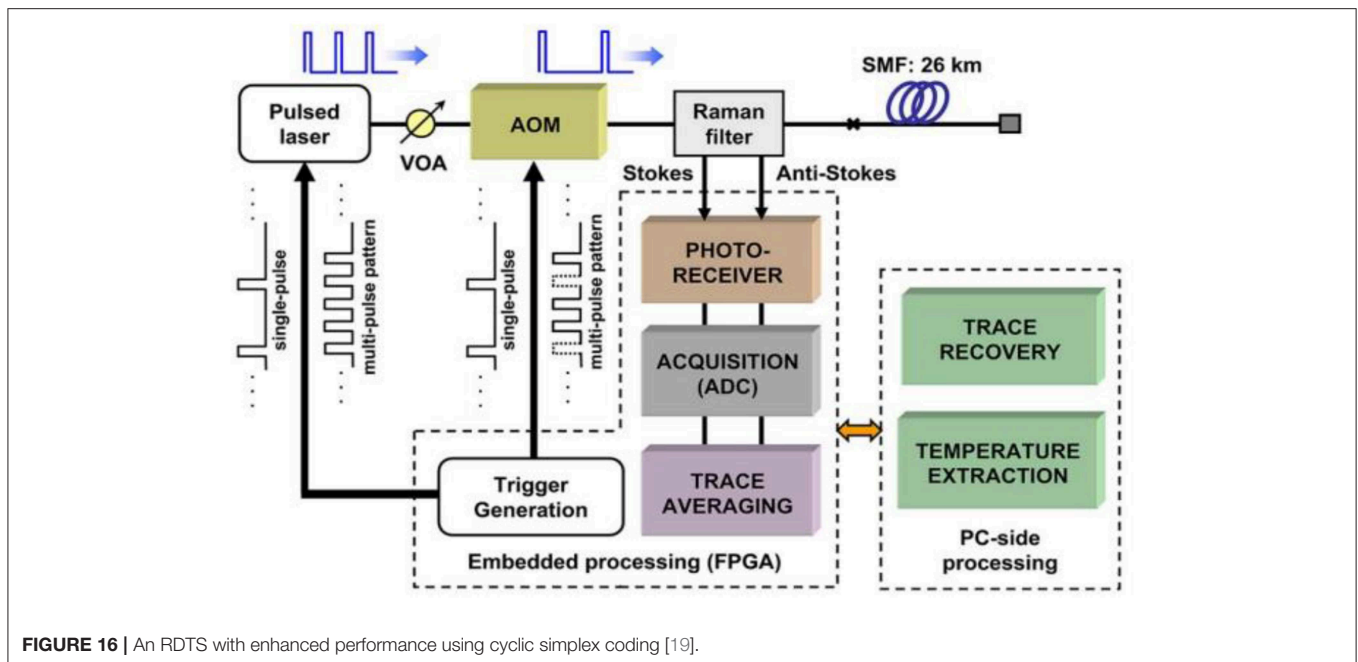 SMF: 26 km
Pulsed
laser
VOA
AOM
Raman
filter
Stokes
Anti-Stokes
single-pulse
multi-pulse pattern
single-pulse
multi-pulse pattern
PHOTO-
RECEIVER
ACQUISITION
(ADC)
TRACE
AVERAGING
Trigger
Generation
Embedded processing (FPGA)
TRACE
RECOVERY
TEMPERATURE
EXTRACTION
PC-side
processing
FIGURE 16 | An RDTS with enhanced performance using cyclic simplex coding [19].